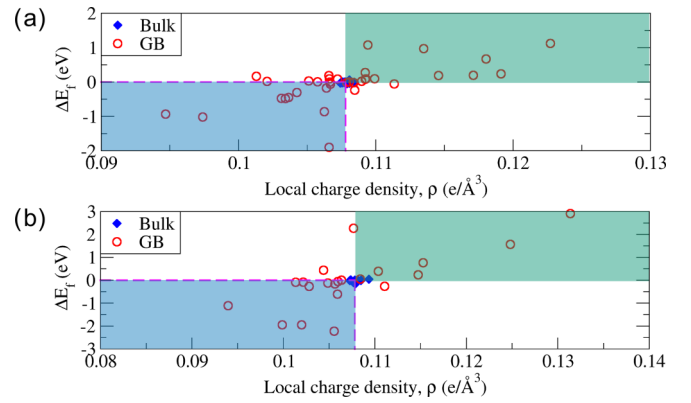 (a)
2
1
0
-1
-2
ΔE_f (eV)
Bulk
GB
0.09 0.1 0.11 0.12 0.13
Local charge density, ρ (e/Å³)
(b)
3
2
1
0
-1
-2
-3
ΔE_f (eV)
Bulk
GB
0.08 0.09 0.1 0.11 0.12 0.13 0.14
Local charge density, ρ (e/Å³)